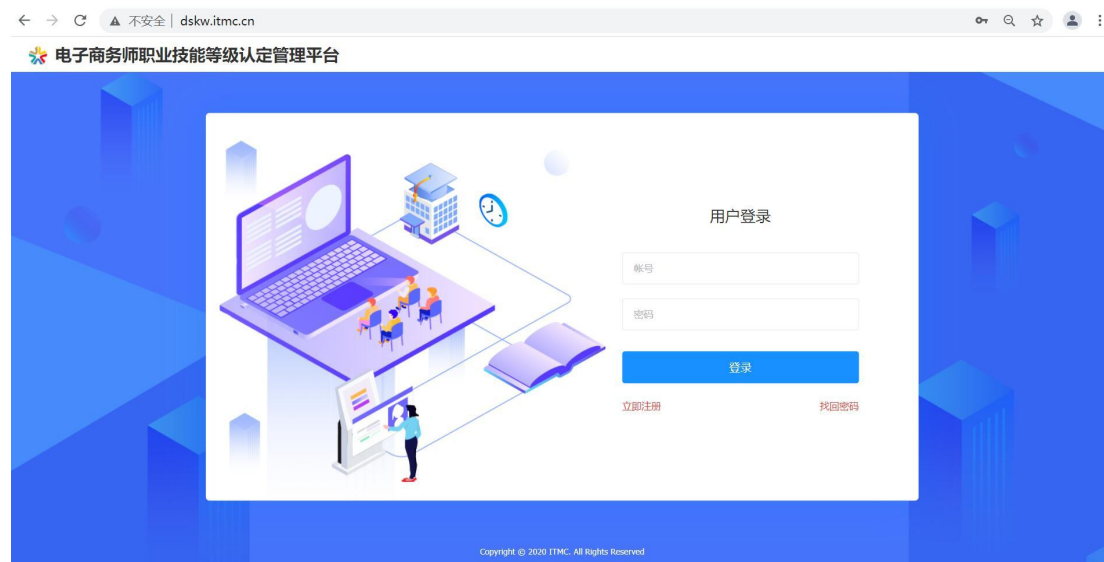 不安全 | dskw.itmc.cn
电子商务师职业技能等级认定管理平台
用户登录
帐号
密码
登录
立即注册 找回密码
Copyright © 2020 ITMC. All Rights Reserved